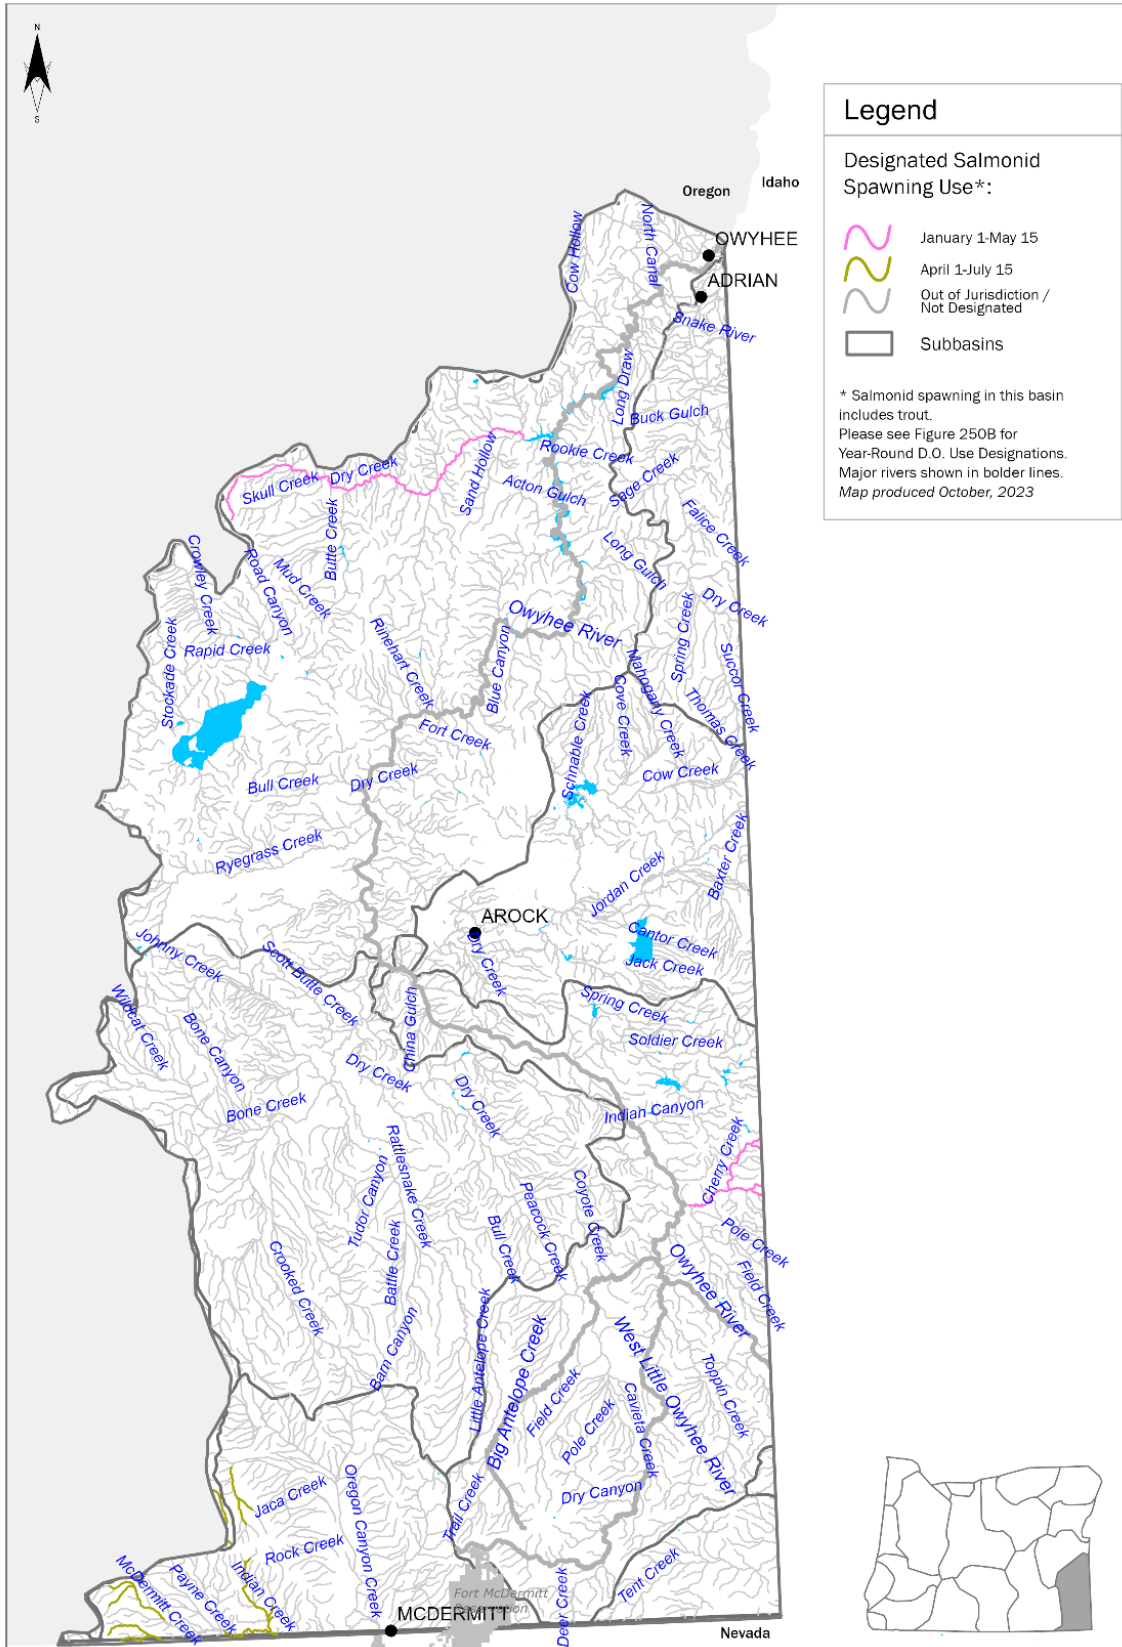 N
S
Legend
Designated Salmonid
Spawning Use*:
January 1-May 15
April 1-July 15
Out of Jurisdiction /
Not Designated
Subbasins
* Salmonid spawning in this basin
includes trout.
Please see Figure 250B for
Year-Round D.O. Use Designations.
Major rivers shown in bolder lines.
Map produced October, 2023
Oregon
Idaho
Cow Hollow
North Canal
OWYHEE
ADRIAN
Snake River
Long Draw
Buck Gulch
Rookie Creek
Sage Creek
Sand Hollow
Acton Gulch
Dry Creek
Skull Creek
Butte Creek
Falice Creek
Long Gulch
Crowley Creek
Road Canyon
Mud Creek
Dry Creek
Spring Creek
Owyhee River
Stockade Creek
Rapid Creek
Rinehart Creek
Blue Canyon
Mahogany Creek
Succor Creek
Cove Creek
Thomas Creek
Schnable Creek
Fort Creek
Cow Creek
Bull Creek
Dry Creek
Ryegrass Creek
Baxter Creek
Jordan Creek
AROCK
Cantor Creek
Jack Creek
Dry Creek
Johnny Creek
Scott Butte Creek
Wildcat Creek
Bone Canyon
China Gulch
Spring Creek
Soldier Creek
Dry Creek
Dry Creek
Bone Creek
Indian Canyon
Rattlesnake Creek
Tudor Canyon
Cherry Creek
Coyote Creek
Peacock Creek
Bull Creek
Battle Creek
Crooked Creek
Pole Creek
Field Creek
Owyhee River
Barn Canyon
Little Antelope Creek
Big Antelope Creek
West Little Owyhee River
Toppin Creek
Field Creek
Pole Creek
Cavieta Creek
Dry Canyon
Jaca Creek
Oregon Canyon Creek
Trail Creek
Rock Creek
McDermitt Creek
Payne Creek
Indian Creek
Tent Creek
Deer Creek
Fort McDermitt
Reservation
MCDERMITT
Nevada